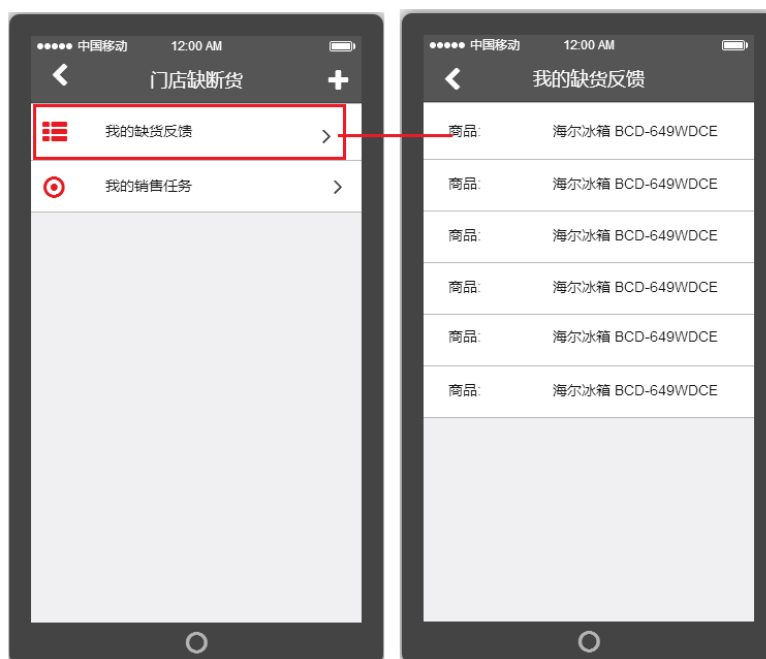 中国移动 12:00 AM
门店缺断货
我的缺货反馈
我的销售任务
中国移动 12:00 AM
我的缺货反馈
商品: 海尔冰箱 BCD-649WDCE
商品: 海尔冰箱 BCD-649WDCE
商品: 海尔冰箱 BCD-649WDCE
商品: 海尔冰箱 BCD-649WDCE
商品: 海尔冰箱 BCD-649WDCE
商品: 海尔冰箱 BCD-649WDCE